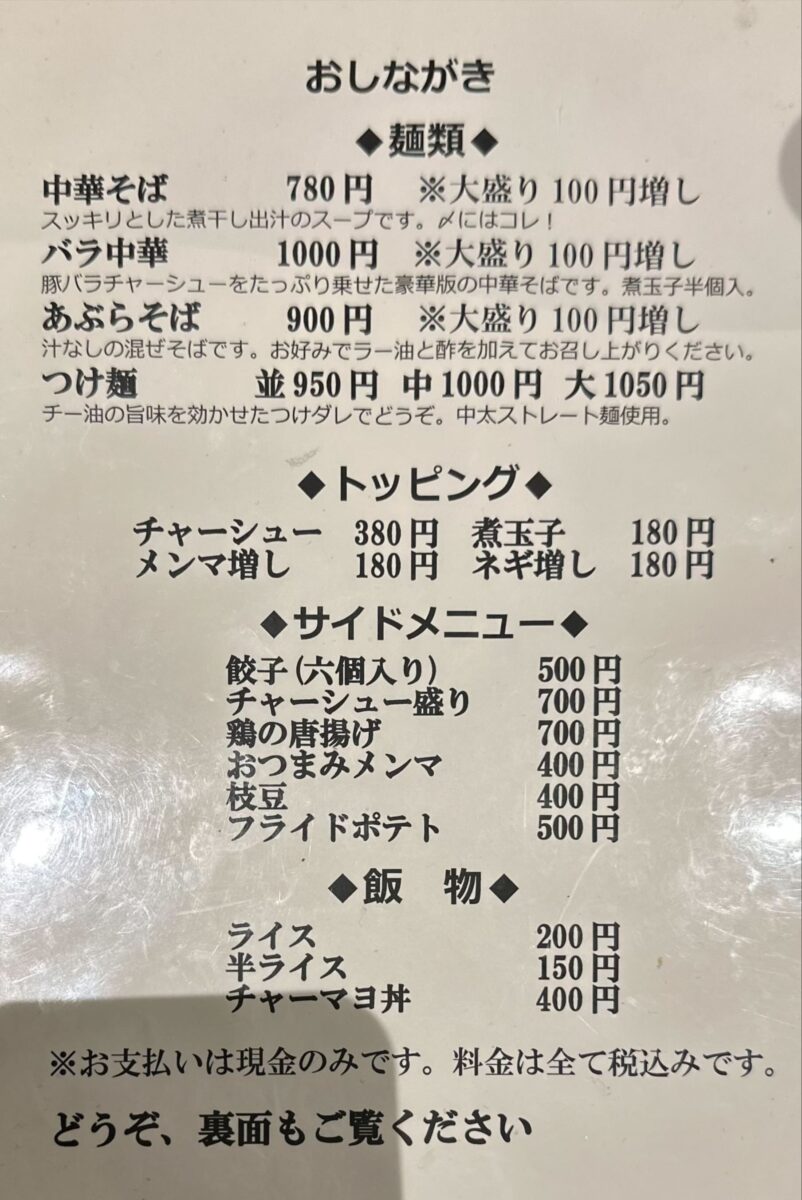 おしながき
◆麺類◆
中華そば 780円 ※大盛り100円増し
スッキリとした煮干し出汁のスープです。〆にはコレ！
バラ中華 1000円 ※大盛り100円増し
豚バラチャーシューをたっぷり乗せた豪華版の中華そばです。煮玉子半個入。
あぶらそば 900円 ※大盛り100円増し
汁なしの混ぜそばです。お好みでラー油と酢を加えてお召し上がりください。
つけ麺 並950円 中1000円 大1050円
チー油の旨味を効かせたつけダレでどうぞ。中太ストレート麺使用。
◆トッピング◆
チャーシュー 380円 煮玉子 180円
メンマ増し 180円 ネギ増し 180円
◆サイドメニュー◆
餃子(六個入り) 500円
チャーシュー盛り 700円
鶏の唐揚げ 700円
おつまみメンマ 400円
枝豆 400円
フライドポテト 500円
◆飯 物◆
ライス 200円
半ライス 150円
チャーマヨ丼 400円
※お支払いは現金のみです。料金は全て税込みです。
どうぞ、裏面もご覧ください